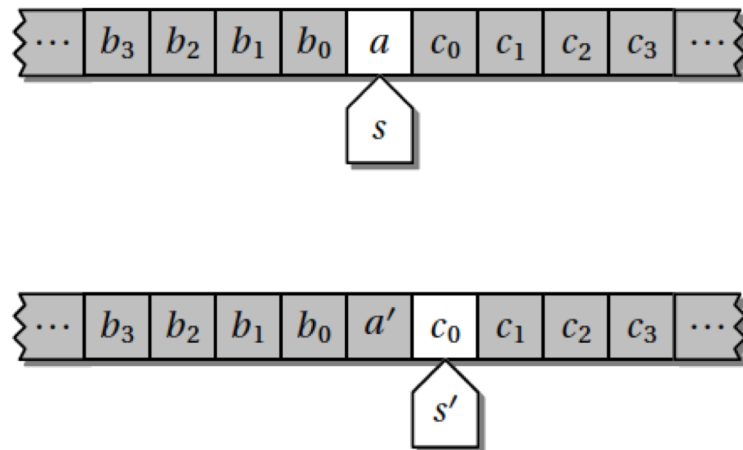 ⋯ b₃ b₂ b₁ b₀ a c₀ c₁ c₂ c₃ ⋯
s
⋯ b₃ b₂ b₁ b₀ a′ c₀ c₁ c₂ c₃ ⋯
s′